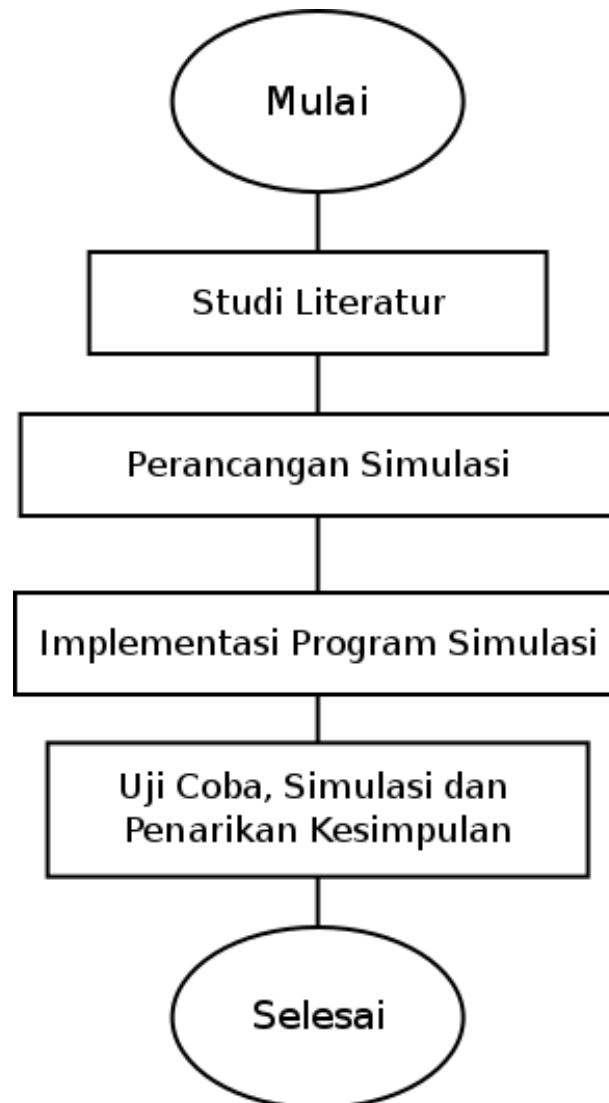 Mulai
Studi Literatur
Perancangan Simulasi
Implementasi Program Simulasi
Uji Coba, Simulasi dan
Penarikan Kesimpulan
Selesai